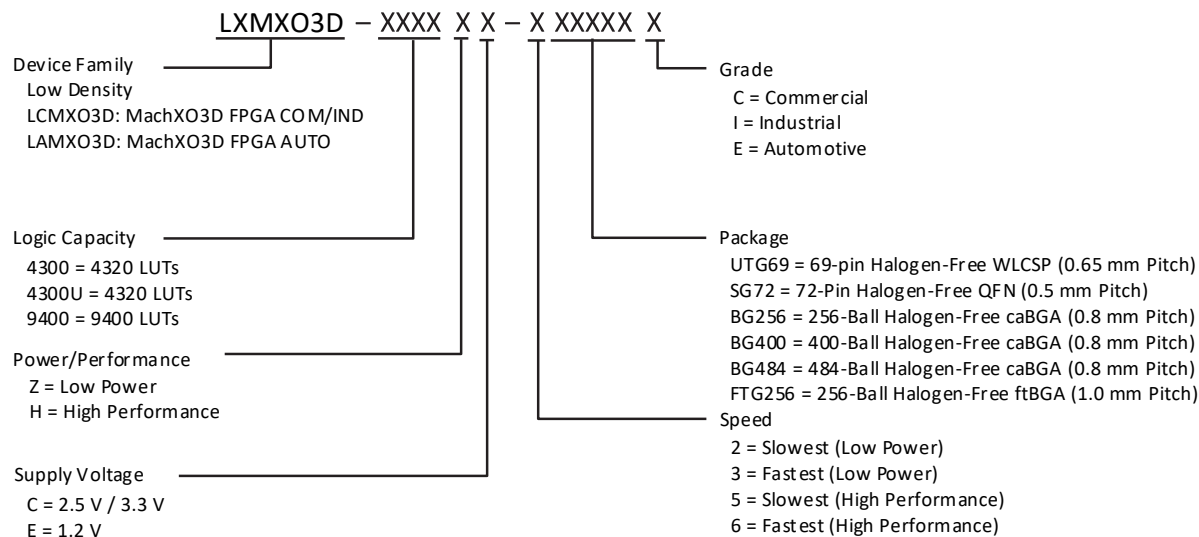 LXMXO3D – XXXX X X – X XXXXX X
Device Family
Low Density
LCMXO3D: MachXO3D FPGA COM/IND
LAMXO3D: MachXO3D FPGA AUTO
Logic Capacity
4300 = 4320 LUTs
4300U = 4320 LUTs
9400 = 9400 LUTs
Power/Performance
Z = Low Power
H = High Performance
Supply Voltage
C = 2.5 V / 3.3 V
E = 1.2 V
Grade
C = Commercial
I = Industrial
E = Automotive
Package
UTG69 = 69-pin Halogen-Free WLCSP (0.65 mm Pitch)
SG72 = 72-Pin Halogen-Free QFN (0.5 mm Pitch)
BG256 = 256-Ball Halogen-Free caBGA (0.8 mm Pitch)
BG400 = 400-Ball Halogen-Free caBGA (0.8 mm Pitch)
BG484 = 484-Ball Halogen-Free caBGA (0.8 mm Pitch)
FTG256 = 256-Ball Halogen-Free ftBGA (1.0 mm Pitch)
Speed
2 = Slowest (Low Power)
3 = Fastest (Low Power)
5 = Slowest (High Performance)
6 = Fastest (High Performance)